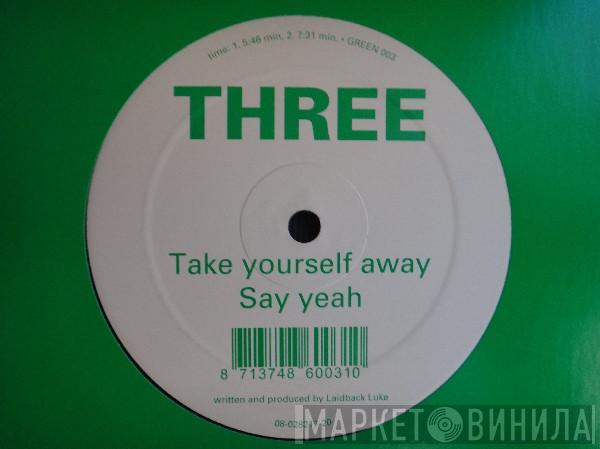 time: 1. 5:46 min, 2. 7:31 min. • GREEN 003
THREE
Take yourself away
Say yeah
8 713748 600310
written and produced by Laidback Luke
МАРКЕТ ВИНИЛА